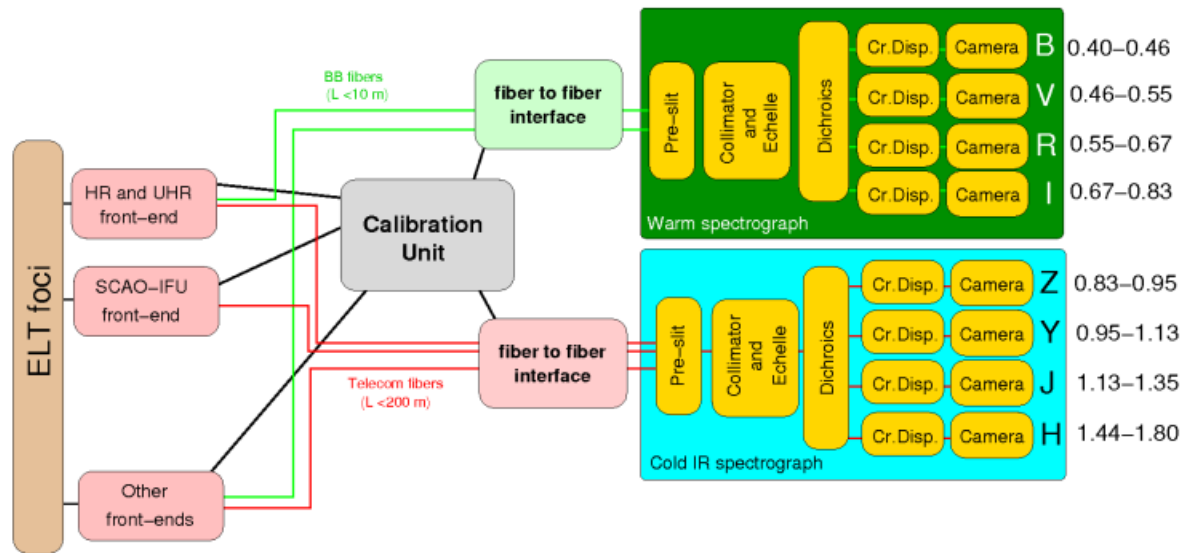 ELT foci
HR and UHR
front-end
SCAO-IFU
front-end
Other
front-ends
BB fibers
(L <10 m)
Telecom fibers
(L <200 m)
Calibration
Unit
fiber to fiber
interface
fiber to fiber
interface
Pre-slit
Collimator
and
Echelle
Dichroics
Cr.Disp. Camera B 0.40-0.46
Cr.Disp. Camera V 0.46-0.55
Cr.Disp. Camera R 0.55-0.67
Cr.Disp. Camera I 0.67-0.83
Warm spectrograph
Pre-slit
Collimator
and
Echelle
Dichroics
Cr.Disp. Camera Z 0.83-0.95
Cr.Disp. Camera Y 0.95-1.13
Cr.Disp. Camera J 1.13-1.35
Cr.Disp. Camera H 1.44-1.80
Cold IR spectrograph